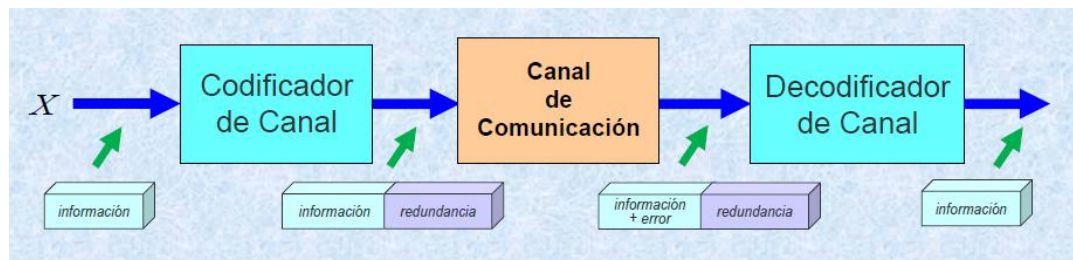 X
Codificador
de Canal
Canal
de
Comunicación
Decodificador
de Canal
información
información
redundancia
información
+ error
redundancia
información